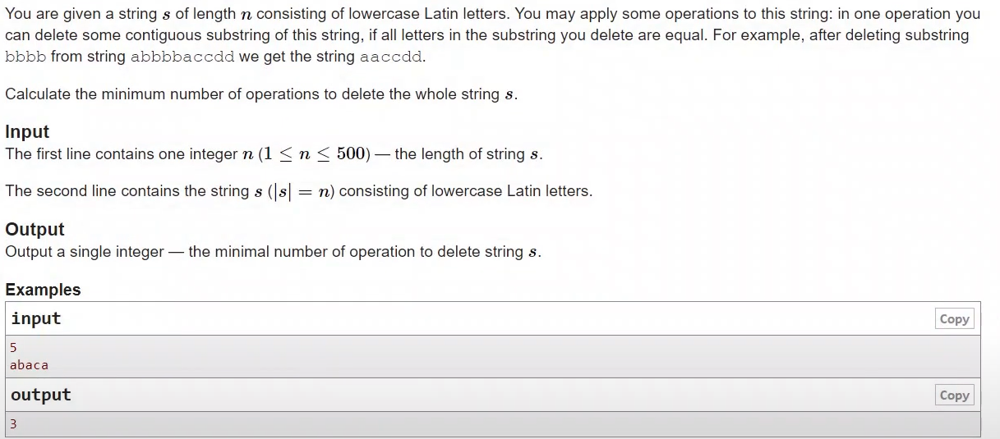 You are given a string s of length n consisting of lowercase Latin letters. You may apply some operations to this string: in one operation you
can delete some contiguous substring of this string, if all letters in the substring you delete are equal. For example, after deleting substring
bbbb from string abbbbaccdd we get the string aaccdd.
Calculate the minimum number of operations to delete the whole string s.
Input
The first line contains one integer n (1 ≤ n ≤ 500) — the length of string s.
The second line contains the string s (|s| = n) consisting of lowercase Latin letters.
Output
Output a single integer — the minimal number of operation to delete string s.
Examples
input
Copy
5
abaca
output
Copy
3